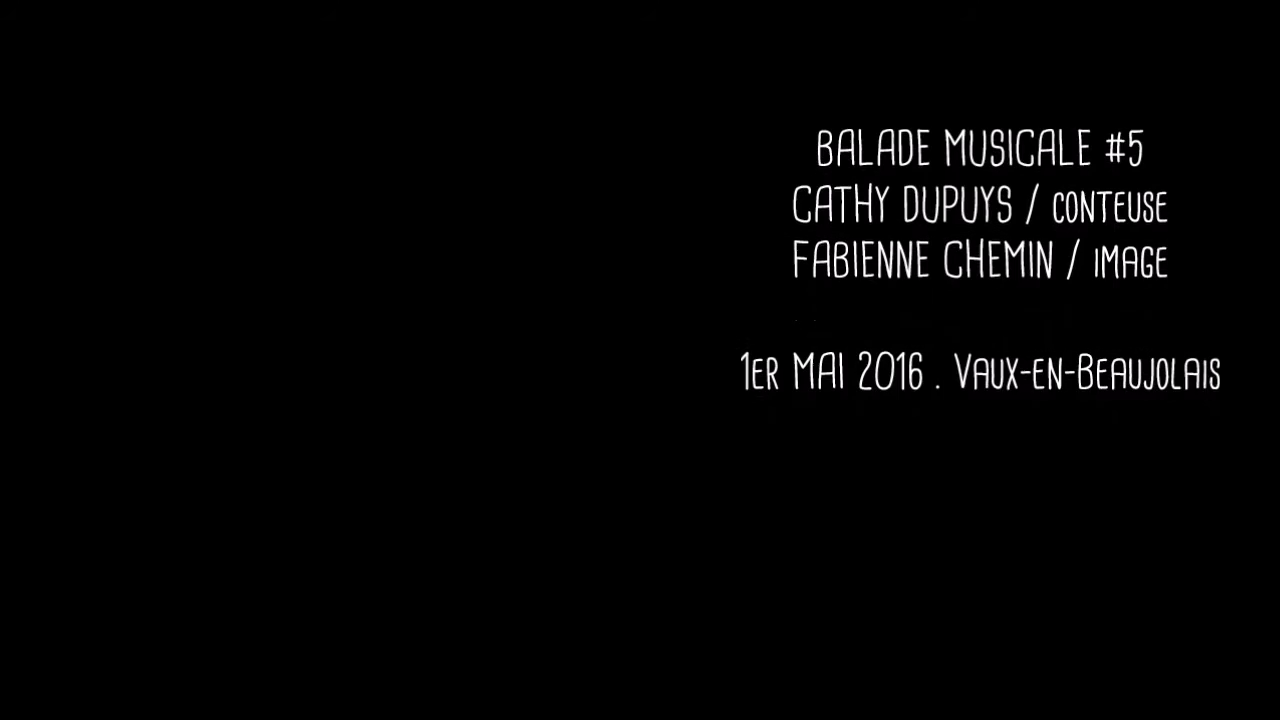 BALADE MUSICALE #5
CATHY DUPUYS / CONTEUSE
FABIENNE CHEMIN / IMAGE
1ER MAI 2016 . VAUX-EN-BEAUJOLAIS